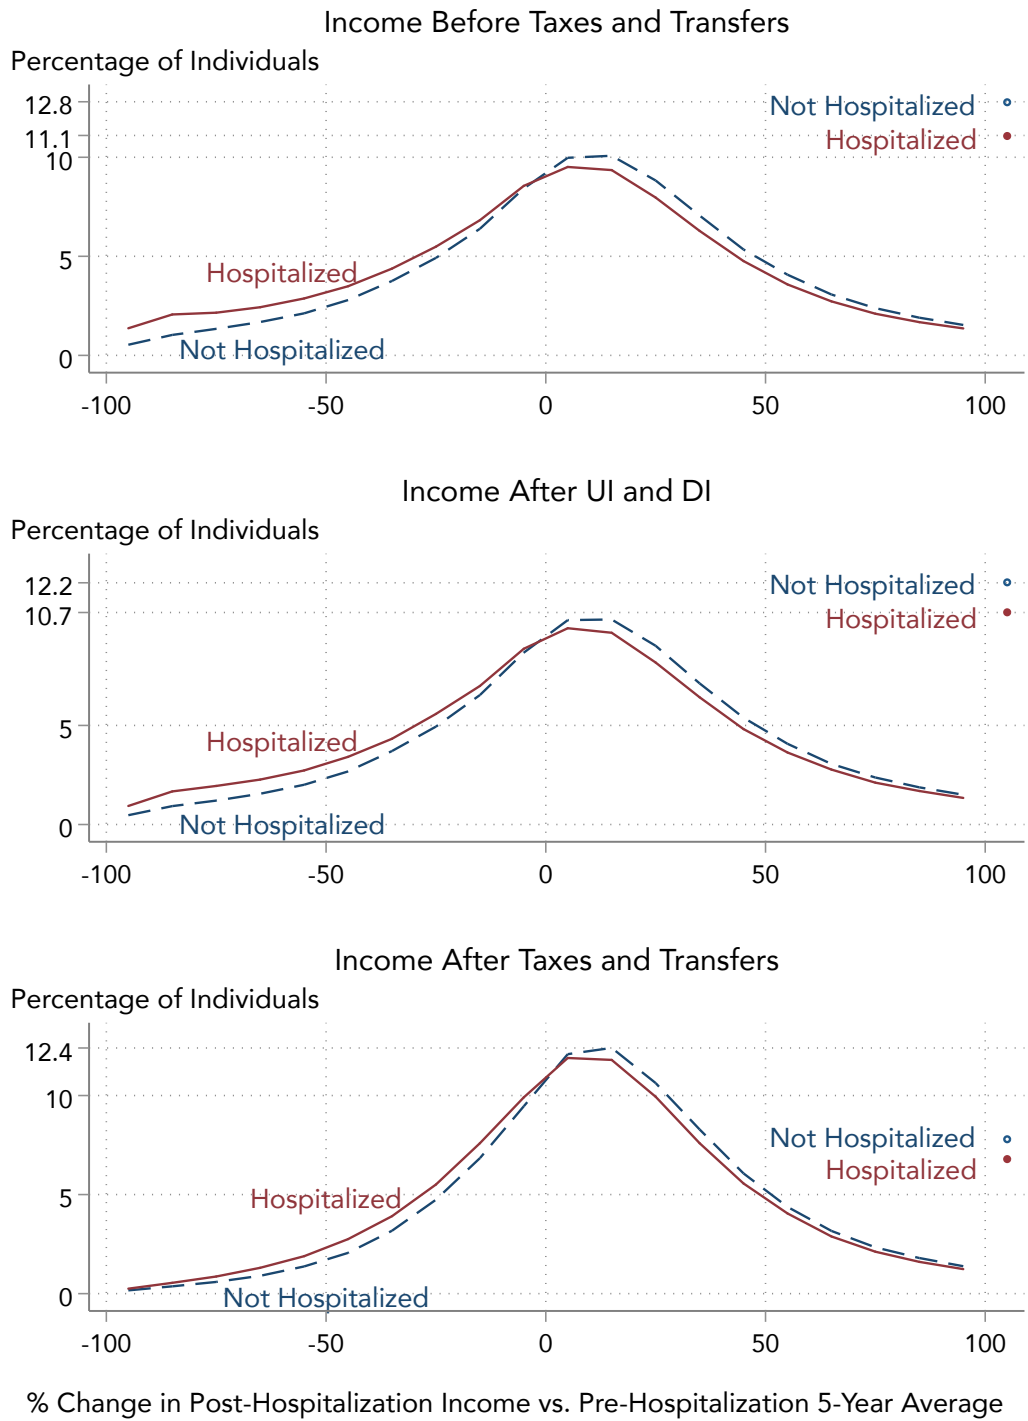 Income Before Taxes and Transfers
Percentage of Individuals
12.8
11.1
10
5
0
Not Hospitalized
Hospitalized
Hospitalized
Not Hospitalized
-100 -50 0 50 100
Income After UI and DI
Percentage of Individuals
12.2
10.7
5
0
Not Hospitalized
Hospitalized
Hospitalized
Not Hospitalized
-100 -50 0 50 100
Income After Taxes and Transfers
Percentage of Individuals
12.4
10
5
0
Not Hospitalized
Hospitalized
Hospitalized
Not Hospitalized
-100 -50 0 50 100
% Change in Post-Hospitalization Income vs. Pre-Hospitalization 5-Year Average